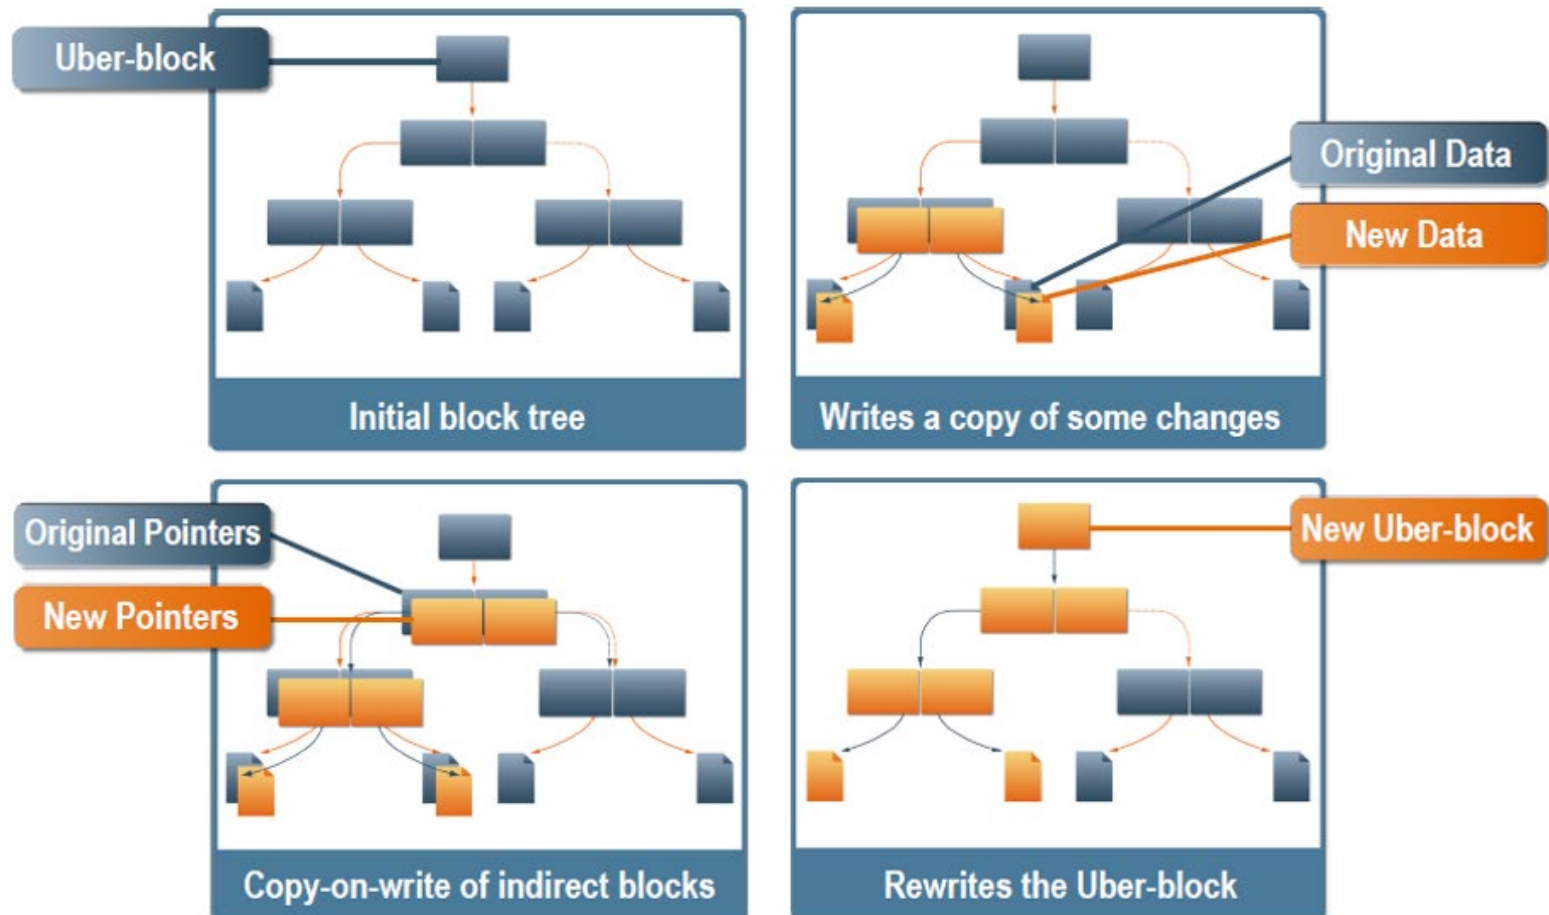 Uber-block
Original Data
New Data
Initial block tree
Writes a copy of some changes
Original Pointers
New Pointers
New Uber-block
Copy-on-write of indirect blocks
Rewrites the Uber-block